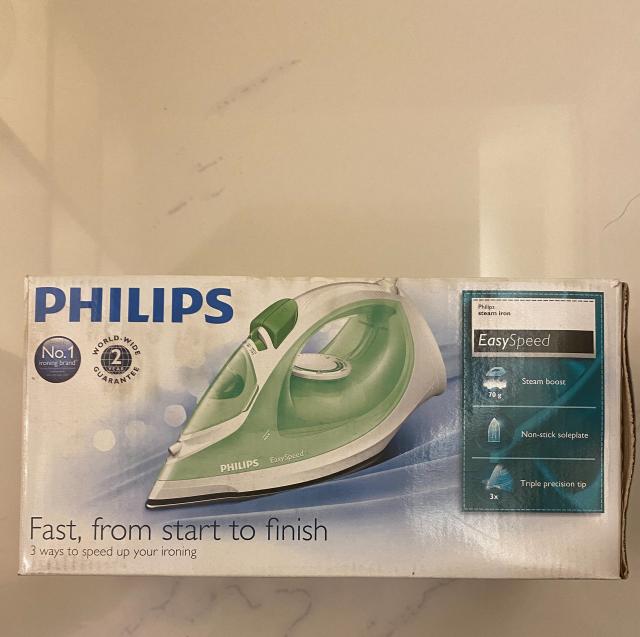 PHILIPS
No.1
ironing brand
WORLD-WIDE
2
YEAR
GUARANTEE
PHILIPS EasySpeed
Fast, from start to finish
3 ways to speed up your ironing
Philips
steam iron
EasySpeed
70 g
Steam boost
Non-stick soleplate
3x
Triple precision tip